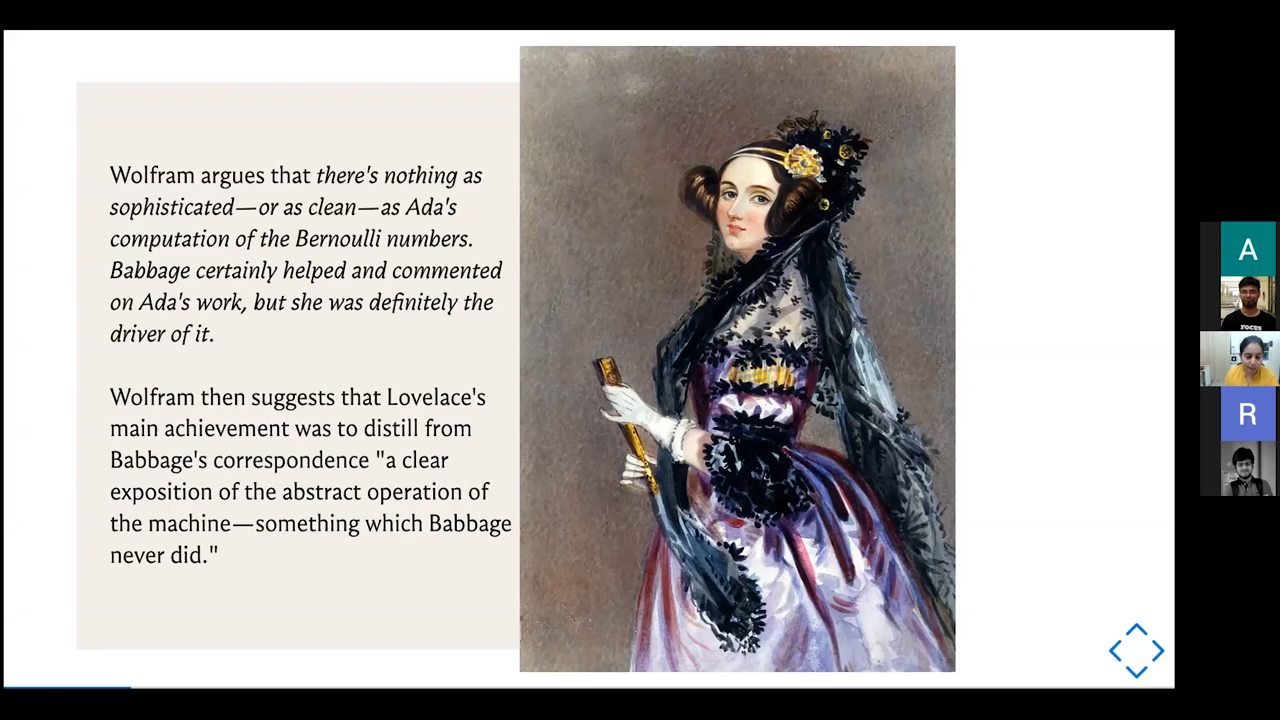 Wolfram argues that there's nothing as
sophisticated—or as clean—as Ada's
computation of the Bernoulli numbers.
Babbage certainly helped and commented
on Ada's work, but she was definitely the
driver of it.
Wolfram then suggests that Lovelace's
main achievement was to distill from
Babbage's correspondence "a clear
exposition of the abstract operation of
the machine—something which Babbage
never did."
A
FOCUS
R